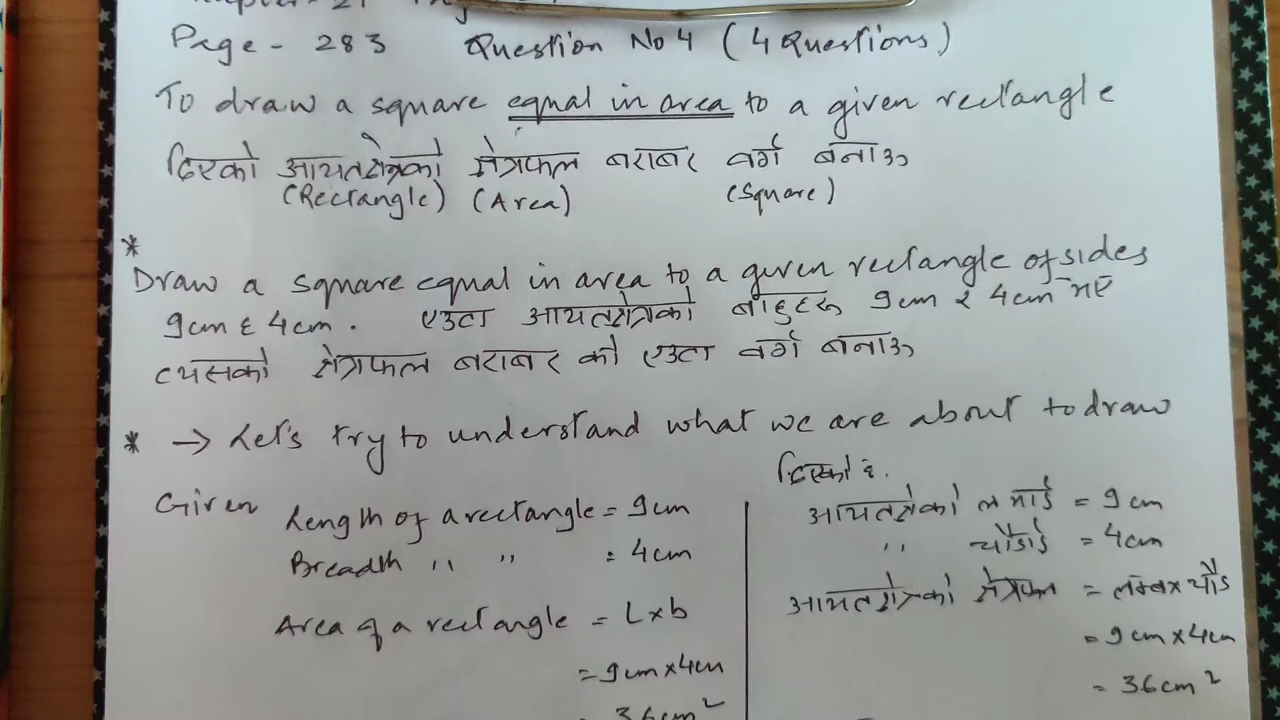 Page - 283 Question No 4 (4 Questions)
To draw a square equal in area to a given rectangle
दिएको आयतक्षेत्रको क्षेत्रफल बराबर वर्ग बनाऊ
(Rectangle) (Area) (Square)
*
Draw a square equal in area to a given rectangle of sides
9cm & 4cm. एउटा आयतक्षेत्रको बाहुहरू 9cm र 4cm भए
त्यसको क्षेत्रफल बराबर को एउटा वर्ग बनाऊ
* → Let's try to understand what we are about to draw
Given Length of a rectangle = 9cm
Breadth " " = 4cm
Area of a rectangle = L×b
= 9cm×4cm
= 36cm²
दिएको छ.
आयतक्षेत्रको लम्बाई = 9cm
" चौडाई = 4cm
आयतक्षेत्रको क्षेत्रफल = लम्ब×चौड
= 9cm×4cm
= 36cm²